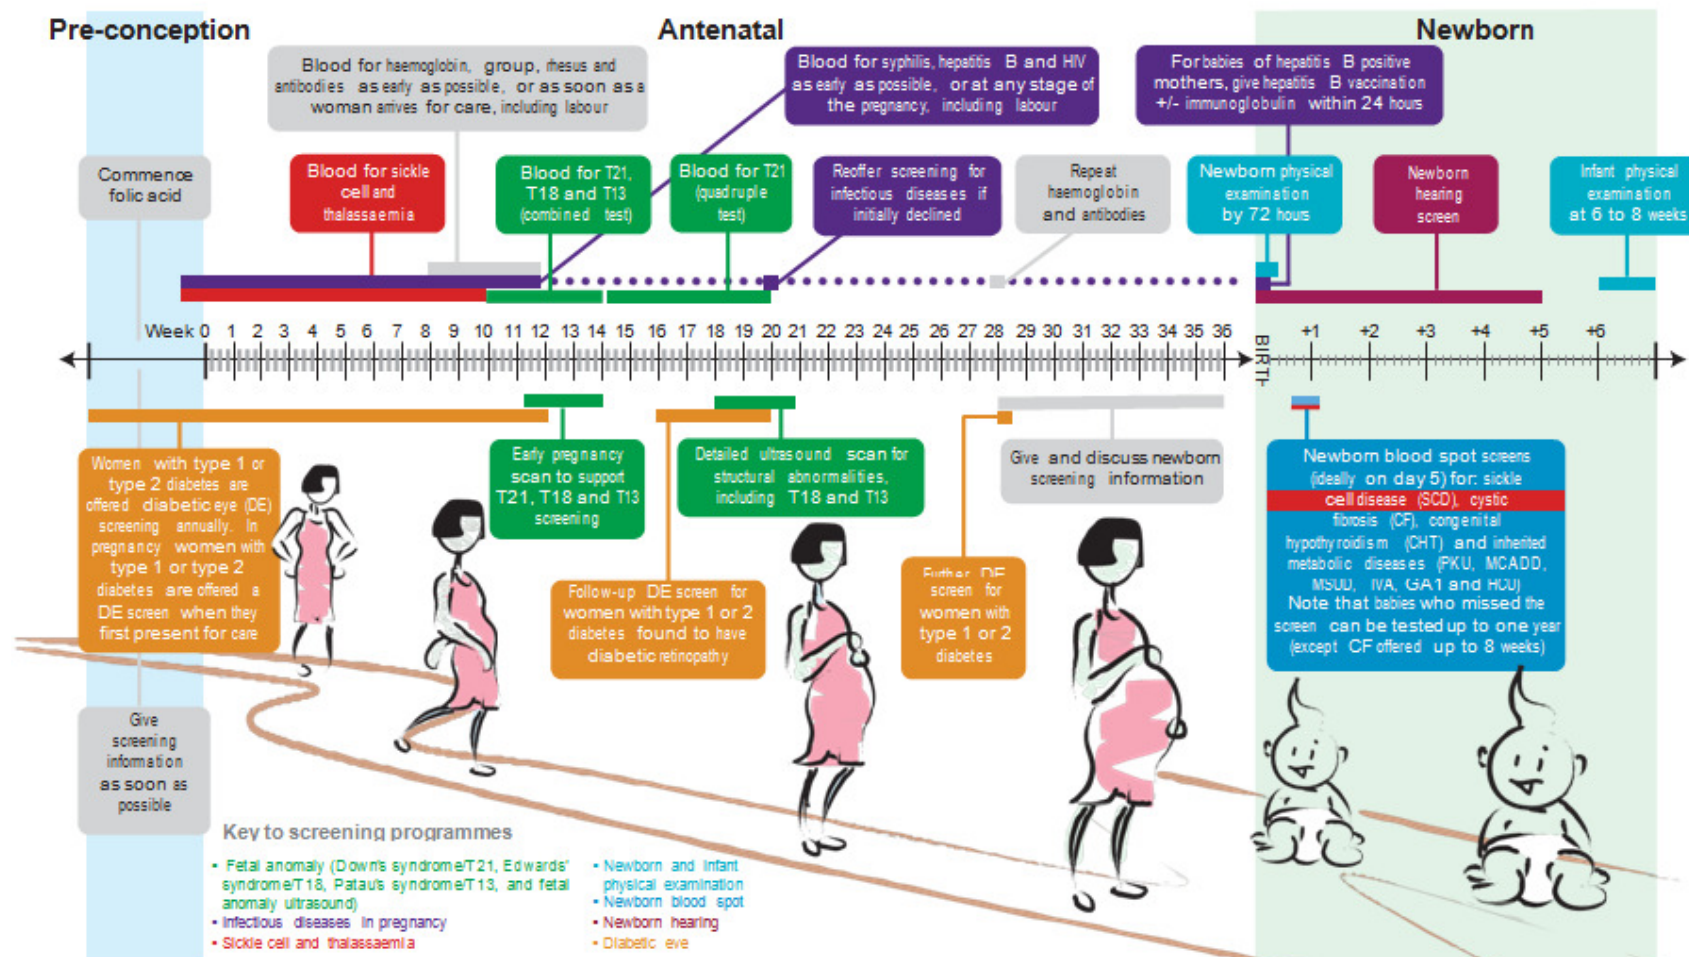 Pre-conception
Antenatal
Newborn
Blood for haemoglobin, group, rhesus and
antibodies as early as possible, or as soon as a
woman arrives for care, including labour
Blood for syphilis, hepatitis B and HIV
as early as possible, or at any stage of
the pregnancy, including labour
For babies of hepatitis B positive
mothers, give hepatitis B vaccination
+/- immunoglobulin within 24 hours
Commence
folic acid
Blood for sickle
cell and
thalassaemia
Blood for T21,
T18 and T13
(combined test)
Blood for T21
(quadruple
test)
Reoffer screening for
infectious diseases if
initially declined
Repeat
haemoglobin
and antibodies
Newborn physical
examination
by 72 hours
Newborn
hearing
screen
Infant physical
examination
at 6 to 8 weeks
Week 0 1 2 3 4 5 6 7 8 9 10 11 12 13 14 15 16 17 18 19 20 21 22 23 24 25 26 27 28 29 30 31 32 33 34 35 36
BIRTH
+1 +2 +3 +4 +5 +6
Women with type 1 or
type 2 diabetes are
offered diabetic eye (DE)
screening annually. In
pregnancy women with
type 1 or type 2
diabetes are offered a
DE screen when they
first present for care
Early pregnancy
scan to support
T21, T18 and T13
screening
Detailed ultrasound scan for
structural abnormalities,
including T18 and T13
Give and discuss newborn
screening information
Newborn blood spot screens
(ideally on day 5) for: sickle
cell disease (SCD), cystic
fibrosis (CF), congenital
hypothyroidism (CHT) and inherited
metabolic diseases (PKU, MCADD,
MSUD, IVA, GA1 and HCU)
Note that babies who missed the
screen can be tested up to one year
(except CF offered up to 8 weeks)
Follow-up DE screen for
women with type 1 or 2
diabetes found to have
diabetic retinopathy
Further DE
screen for
women with
type 1 or 2
diabetes
Give
screening
information
as soon as
possible
Key to screening programmes
▪ Fetal anomaly (Down's syndrome/T21, Edwards'
syndrome/T18, Patau's syndrome/T13, and fetal
anomaly ultrasound)
▪ Infectious diseases in pregnancy
▪ Sickle cell and thalassaemia
▪ Newborn and infant
physical examination
▪ Newborn blood spot
▪ Newborn hearing
▪ Diabetic eye